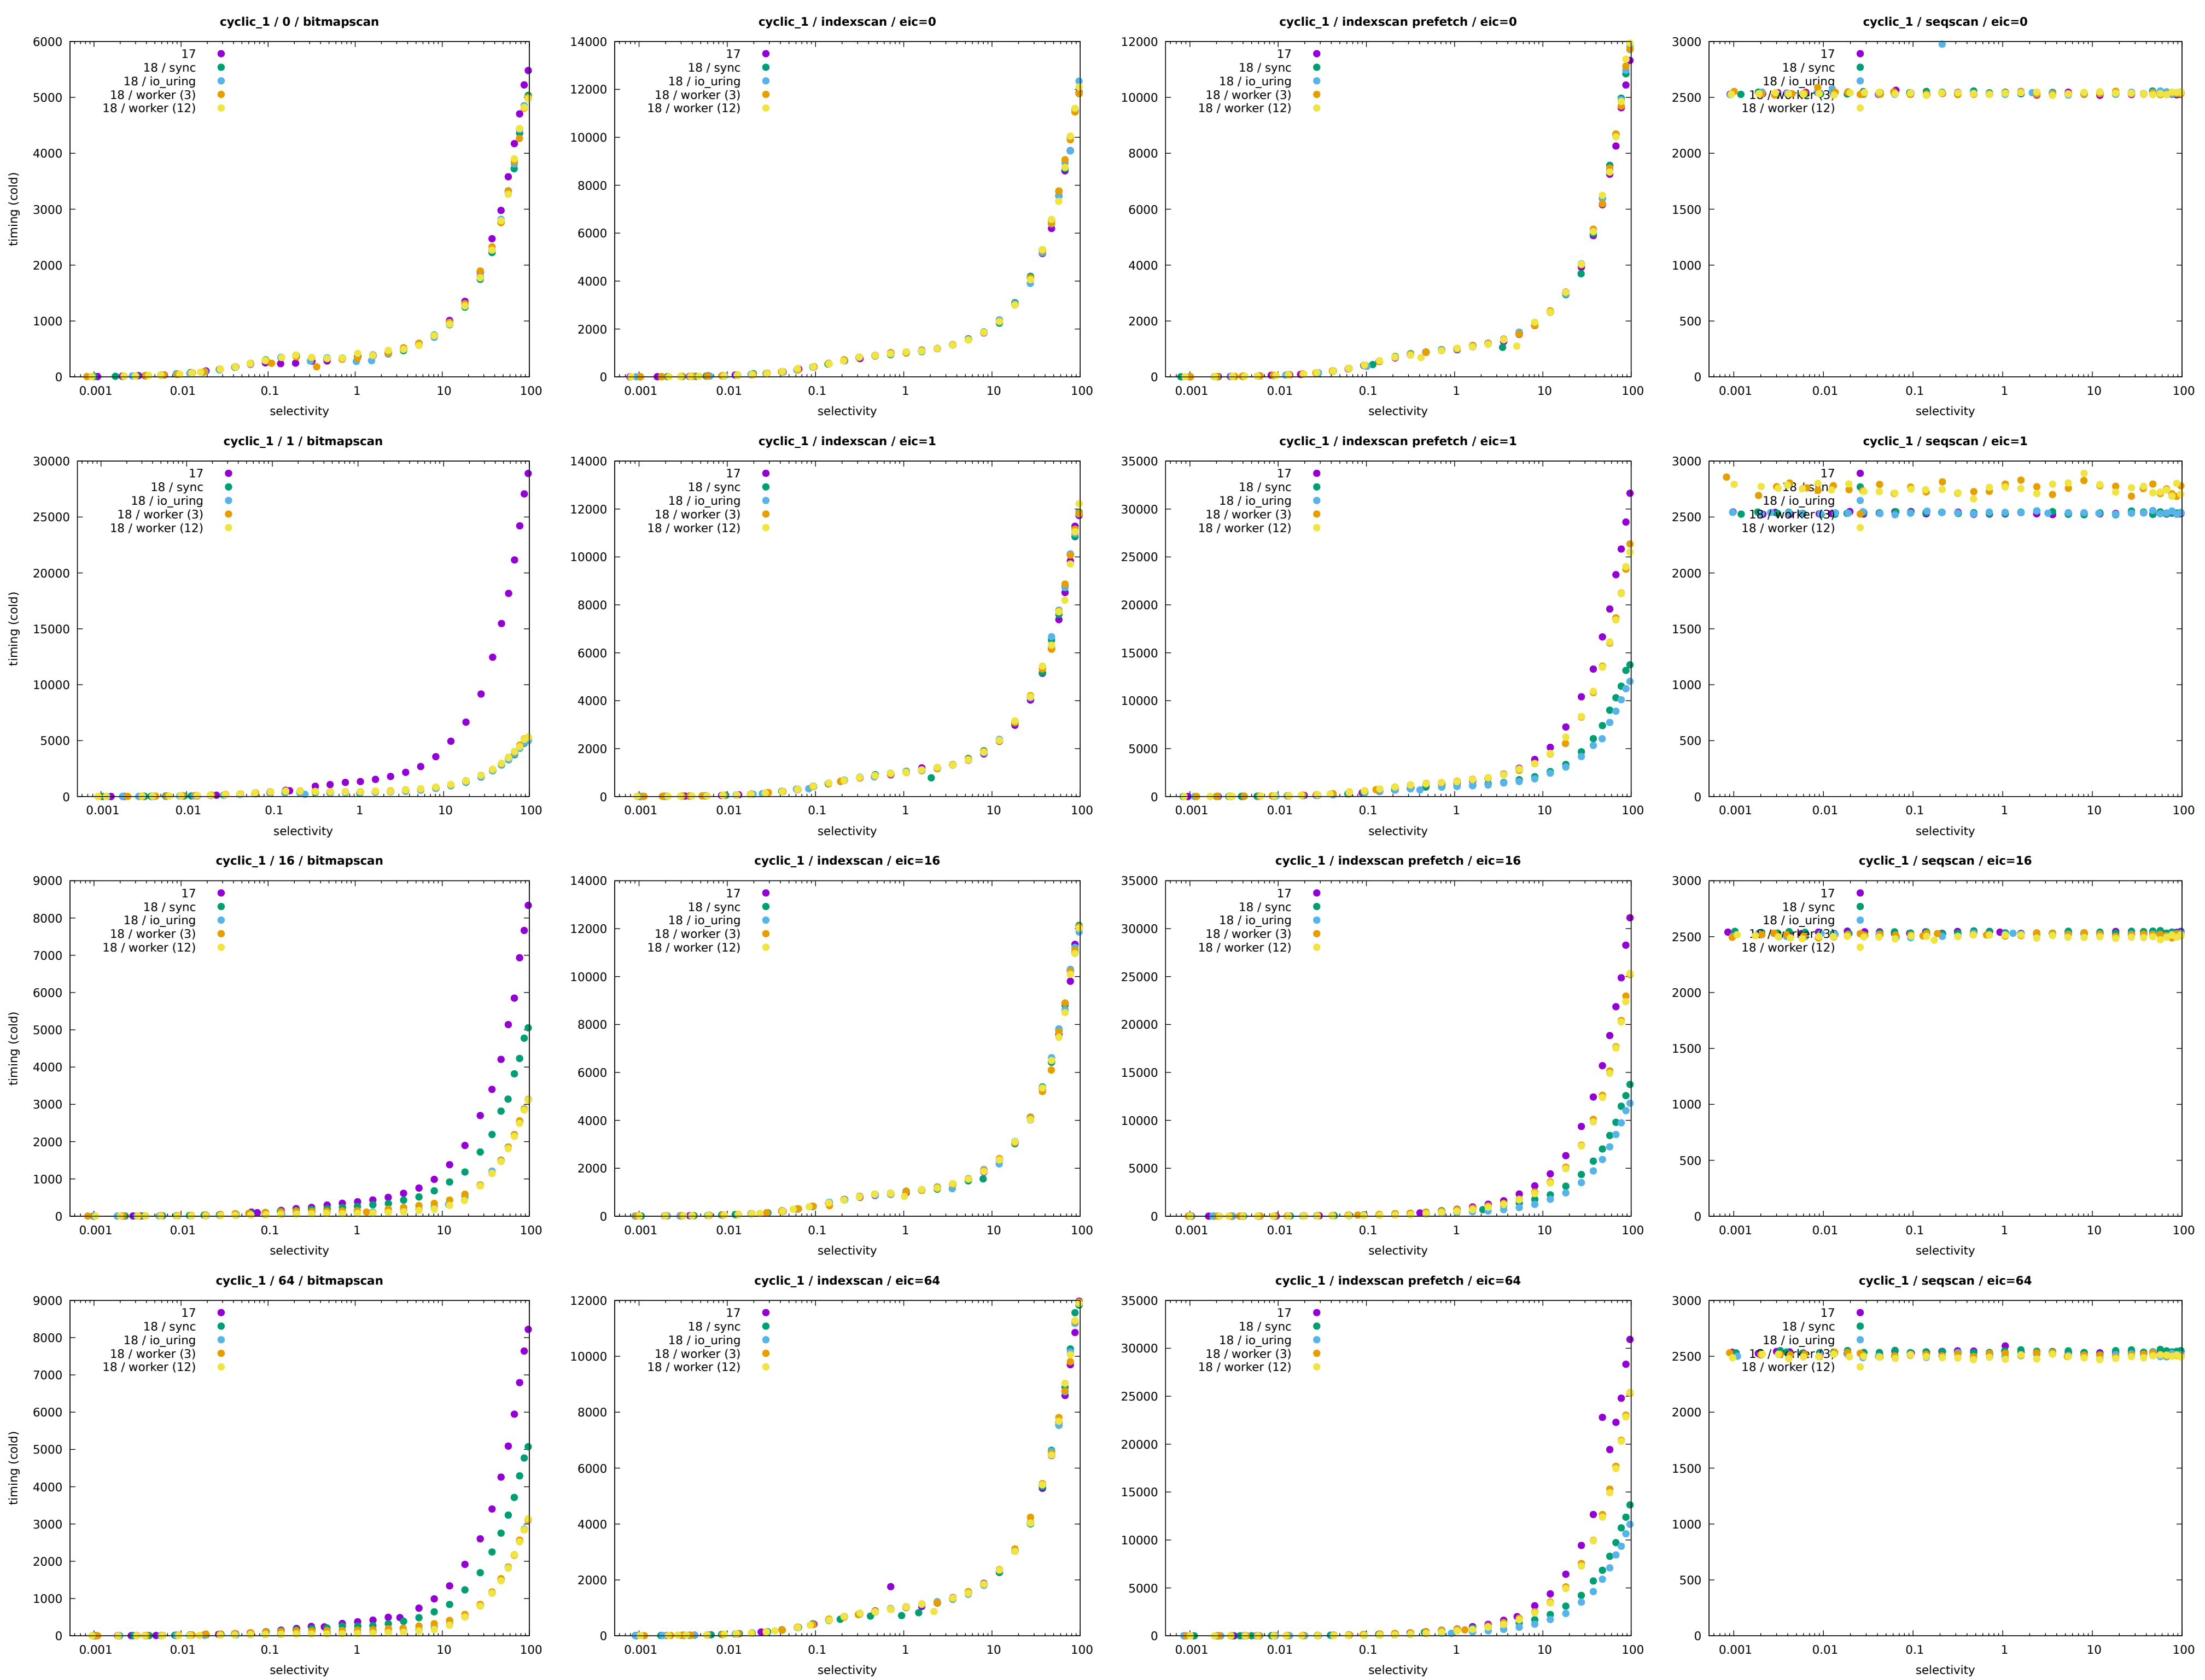 cyclic_1 / 0 / bitmapscan
6000
5000
4000
3000
2000
1000
0
0.001 0.01 0.1 1 10 100
timing (cold)
selectivity
17
18 / sync
18 / io_uring
18 / worker (3)
18 / worker (12)
cyclic_1 / indexscan / eic=0
14000
12000
10000
8000
6000
4000
2000
0
0.001 0.01 0.1 1 10 100
selectivity
17
18 / sync
18 / io_uring
18 / worker (3)
18 / worker (12)
cyclic_1 / indexscan prefetch / eic=0
12000
10000
8000
6000
4000
2000
0
0.001 0.01 0.1 1 10 100
selectivity
17
18 / sync
18 / io_uring
18 / worker (3)
18 / worker (12)
cyclic_1 / seqscan / eic=0
3000
2500
2000
1500
1000
500
0
0.001 0.01 0.1 1 10 100
selectivity
17
18 / sync
18 / io_uring
18 / worker (3)
18 / worker (12)
cyclic_1 / 1 / bitmapscan
30000
25000
20000
15000
10000
5000
0
0.001 0.01 0.1 1 10 100
timing (cold)
selectivity
17
18 / sync
18 / io_uring
18 / worker (3)
18 / worker (12)
cyclic_1 / indexscan / eic=1
14000
12000
10000
8000
6000
4000
2000
0
0.001 0.01 0.1 1 10 100
selectivity
17
18 / sync
18 / io_uring
18 / worker (3)
18 / worker (12)
cyclic_1 / indexscan prefetch / eic=1
35000
30000
25000
20000
15000
10000
5000
0
0.001 0.01 0.1 1 10 100
selectivity
17
18 / sync
18 / io_uring
18 / worker (3)
18 / worker (12)
cyclic_1 / seqscan / eic=1
3000
2500
2000
1500
1000
500
0
0.001 0.01 0.1 1 10 100
selectivity
17
18 / sync
18 / io_uring
18 / worker (3)
18 / worker (12)
cyclic_1 / 16 / bitmapscan
9000
8000
7000
6000
5000
4000
3000
2000
1000
0
0.001 0.01 0.1 1 10 100
timing (cold)
selectivity
17
18 / sync
18 / io_uring
18 / worker (3)
18 / worker (12)
cyclic_1 / indexscan / eic=16
14000
12000
10000
8000
6000
4000
2000
0
0.001 0.01 0.1 1 10 100
selectivity
17
18 / sync
18 / io_uring
18 / worker (3)
18 / worker (12)
cyclic_1 / indexscan prefetch / eic=16
35000
30000
25000
20000
15000
10000
5000
0
0.001 0.01 0.1 1 10 100
selectivity
17
18 / sync
18 / io_uring
18 / worker (3)
18 / worker (12)
cyclic_1 / seqscan / eic=16
3000
2500
2000
1500
1000
500
0
0.001 0.01 0.1 1 10 100
selectivity
17
18 / sync
18 / io_uring
18 / worker (3)
18 / worker (12)
cyclic_1 / 64 / bitmapscan
9000
8000
7000
6000
5000
4000
3000
2000
1000
0
0.001 0.01 0.1 1 10 100
timing (cold)
selectivity
17
18 / sync
18 / io_uring
18 / worker (3)
18 / worker (12)
cyclic_1 / indexscan / eic=64
12000
10000
8000
6000
4000
2000
0
0.001 0.01 0.1 1 10 100
selectivity
17
18 / sync
18 / io_uring
18 / worker (3)
18 / worker (12)
cyclic_1 / indexscan prefetch / eic=64
35000
30000
25000
20000
15000
10000
5000
0
0.001 0.01 0.1 1 10 100
selectivity
17
18 / sync
18 / io_uring
18 / worker (3)
18 / worker (12)
cyclic_1 / seqscan / eic=64
3000
2500
2000
1500
1000
500
0
0.001 0.01 0.1 1 10 100
selectivity
17
18 / sync
18 / io_uring
18 / worker (3)
18 / worker (12)